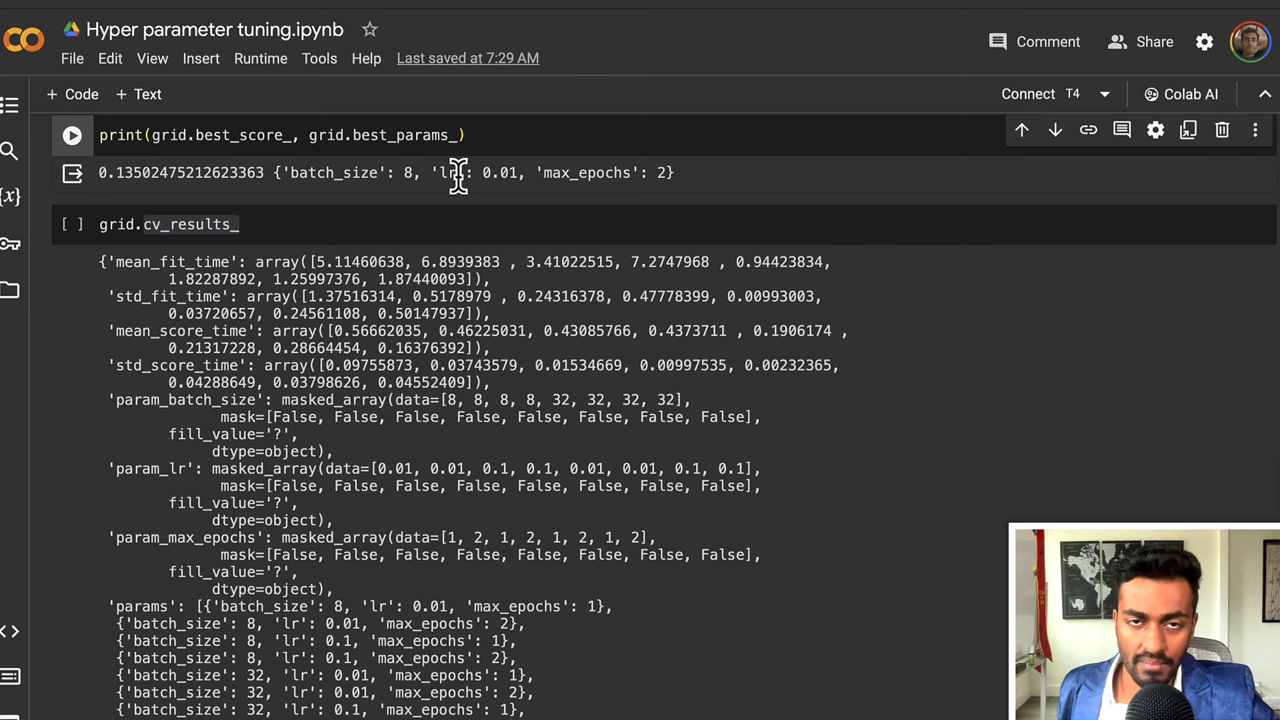 Hyper parameter tuning.ipynb
File Edit View Insert Runtime Tools Help Last saved at 7:29 AM
Comment Share
+ Code + Text
Connect T4 Colab AI
print(grid.best_score_, grid.best_params_)
0.13502475212623363 {'batch_size': 8, 'lr': 0.01, 'max_epochs': 2}
[ ] grid.cv_results_
{'mean_fit_time': array([5.11460638, 6.8939383 , 3.41022515, 7.2747968 , 0.94423834,
1.82287892, 1.25997376, 1.87440093]),
'std_fit_time': array([1.37516314, 0.5178979 , 0.24316378, 0.47778399, 0.00993003,
0.03720657, 0.24561108, 0.50147937]),
'mean_score_time': array([0.56662035, 0.46225031, 0.43085766, 0.4373711 , 0.1906174 ,
0.21317228, 0.28664454, 0.16376392]),
'std_score_time': array([0.09755873, 0.03743579, 0.01534669, 0.00997535, 0.00232365,
0.04288649, 0.03798626, 0.04552409]),
'param_batch_size': masked_array(data=[8, 8, 8, 8, 32, 32, 32, 32],
mask=[False, False, False, False, False, False, False, False],
fill_value='?',
dtype=object),
'param_lr': masked_array(data=[0.01, 0.01, 0.1, 0.1, 0.01, 0.01, 0.1, 0.1],
mask=[False, False, False, False, False, False, False, False],
fill_value='?',
dtype=object),
'param_max_epochs': masked_array(data=[1, 2, 1, 2, 1, 2, 1, 2],
mask=[False, False, False, False, False, False, False, False],
fill_value='?',
dtype=object),
'params': [{'batch_size': 8, 'lr': 0.01, 'max_epochs': 1},
{'batch_size': 8, 'lr': 0.01, 'max_epochs': 2},
{'batch_size': 8, 'lr': 0.1, 'max_epochs': 1},
{'batch_size': 8, 'lr': 0.1, 'max_epochs': 2},
{'batch_size': 32, 'lr': 0.01, 'max_epochs': 1},
{'batch_size': 32, 'lr': 0.01, 'max_epochs': 2},
{'batch_size': 32, 'lr': 0.1, 'max_epochs': 1},